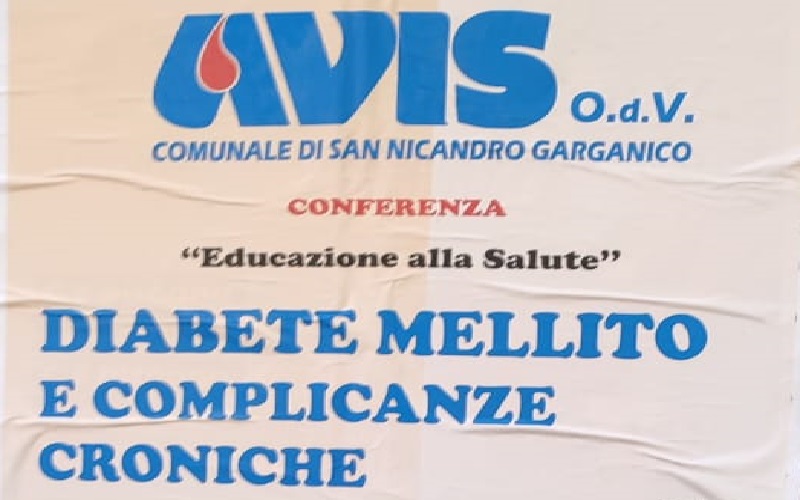 AVIS O.d.V.
COMUNALE DI SAN NICANDRO GARGANICO
CONFERENZA
“Educazione alla Salute”
DIABETE MELLITO
E COMPLICANZE
CRONICHE